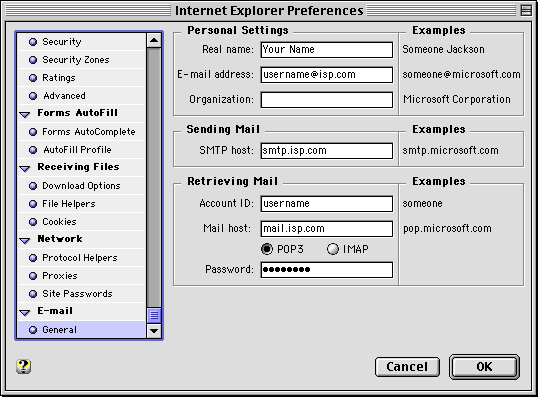 Internet Explorer Preferences
Security
Security Zones
Ratings
Advanced
Forms AutoFill
Forms AutoComplete
AutoFill Profile
Receiving Files
Download Options
File Helpers
Cookies
Network
Protocol Helpers
Proxies
Site Passwords
E-mail
General
Personal Settings Examples
Real name: Your Name Someone Jackson
E-mail address: username@isp.com someone@microsoft.com
Organization: Microsoft Corporation
Sending Mail Examples
SMTP host: smtp.isp.com smtp.microsoft.com
Retrieving Mail Examples
Account ID: username someone
Mail host: mail.isp.com pop.microsoft.com
POP3 IMAP
Password: ••••••••
?
Cancel OK